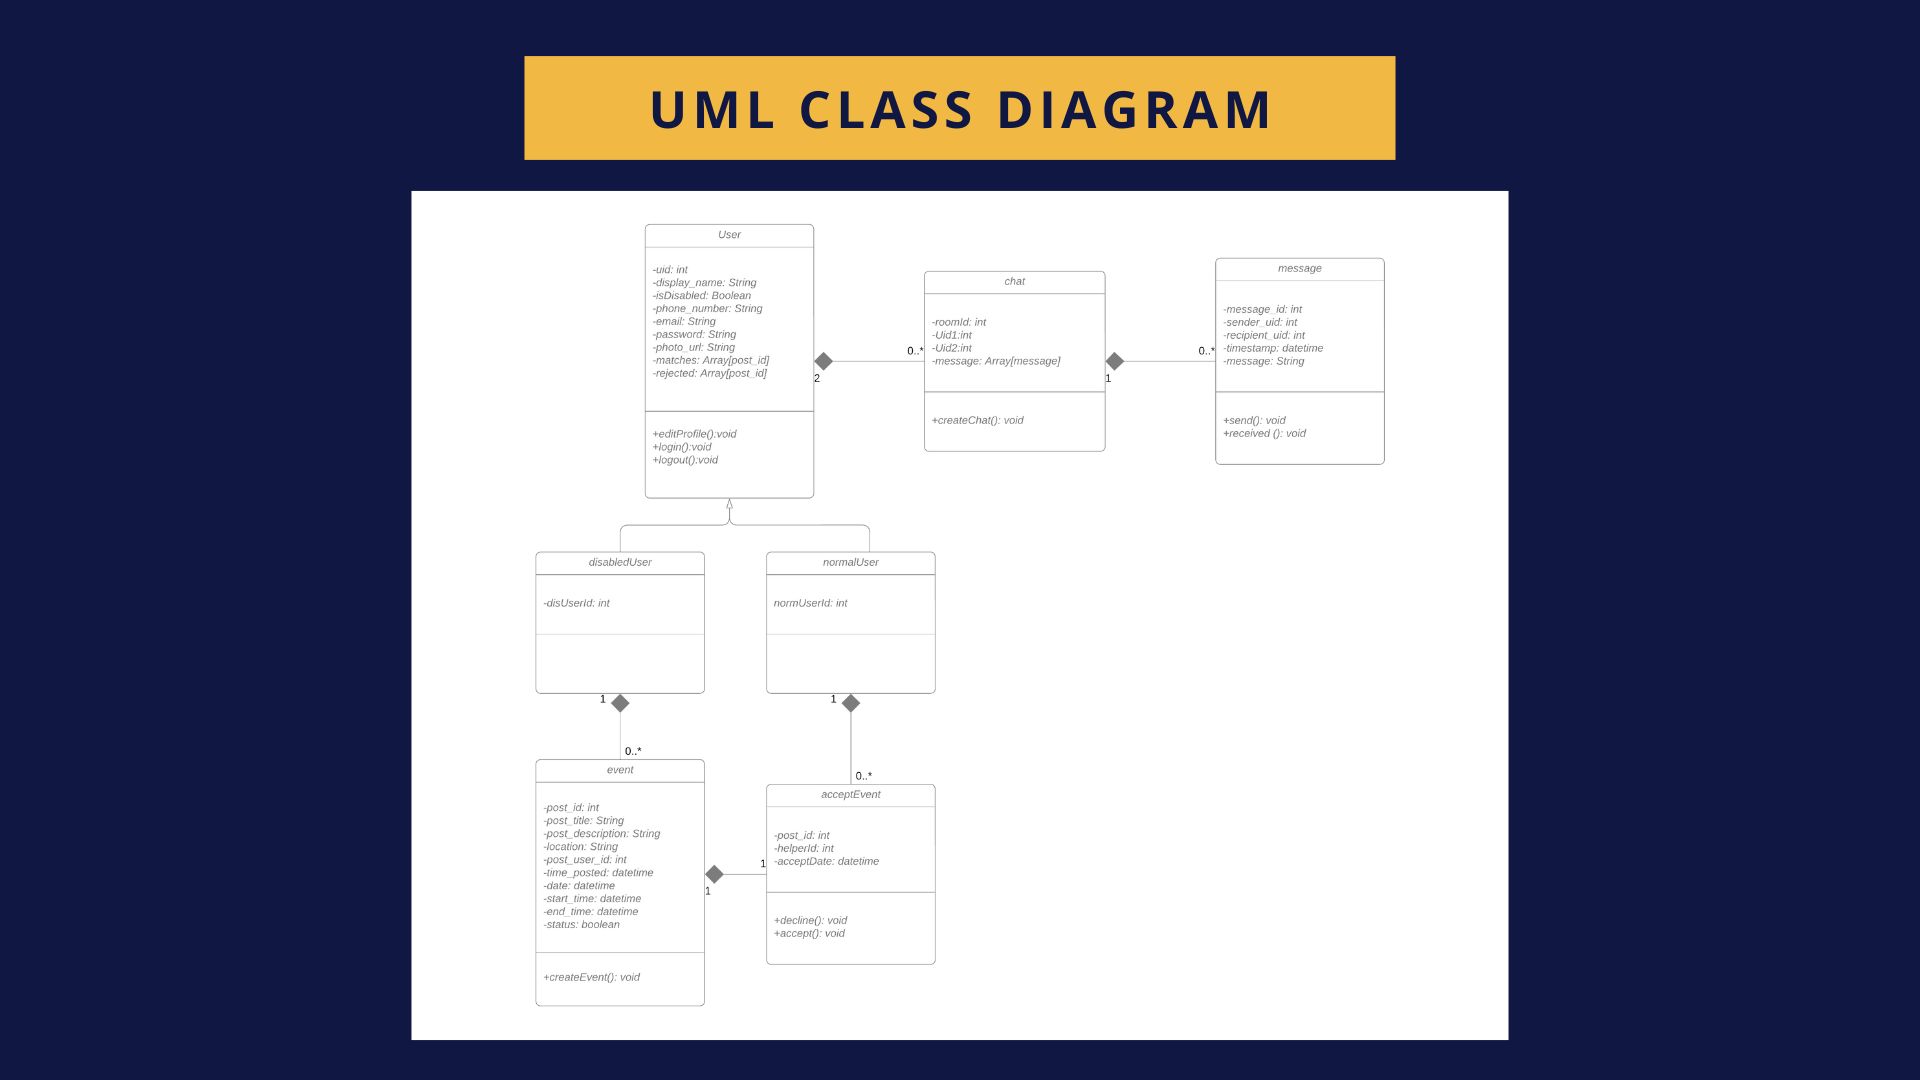 UML CLASS DIAGRAM
User
-uid: int
-display_name: String
-isDisabled: Boolean
-phone_number: String
-email: String
-password: String
-photo_url: String
-matches: Array[post_id]
-rejected: Array[post_id]
+editProfile():void
+login():void
+logout():void
2
0..*
chat
-roomId: int
-Uid1:int
-Uid2:int
-message: Array[message]
+createChat(): void
1
0..*
message
-message_id: int
-sender_uid: int
-recipient_uid: int
-timestamp: datetime
-message: String
+send(): void
+received (): void
disabledUser
-disUserId: int
1
0..*
normalUser
normUserId: int
1
0..*
event
-post_id: int
-post_title: String
-post_description: String
-location: String
-post_user_id: int
-time_posted: datetime
-date: datetime
-start_time: datetime
-end_time: datetime
-status: boolean
+createEvent(): void
1
1
acceptEvent
-post_id: int
-helperId: int
-acceptDate: datetime
+decline(): void
+accept(): void